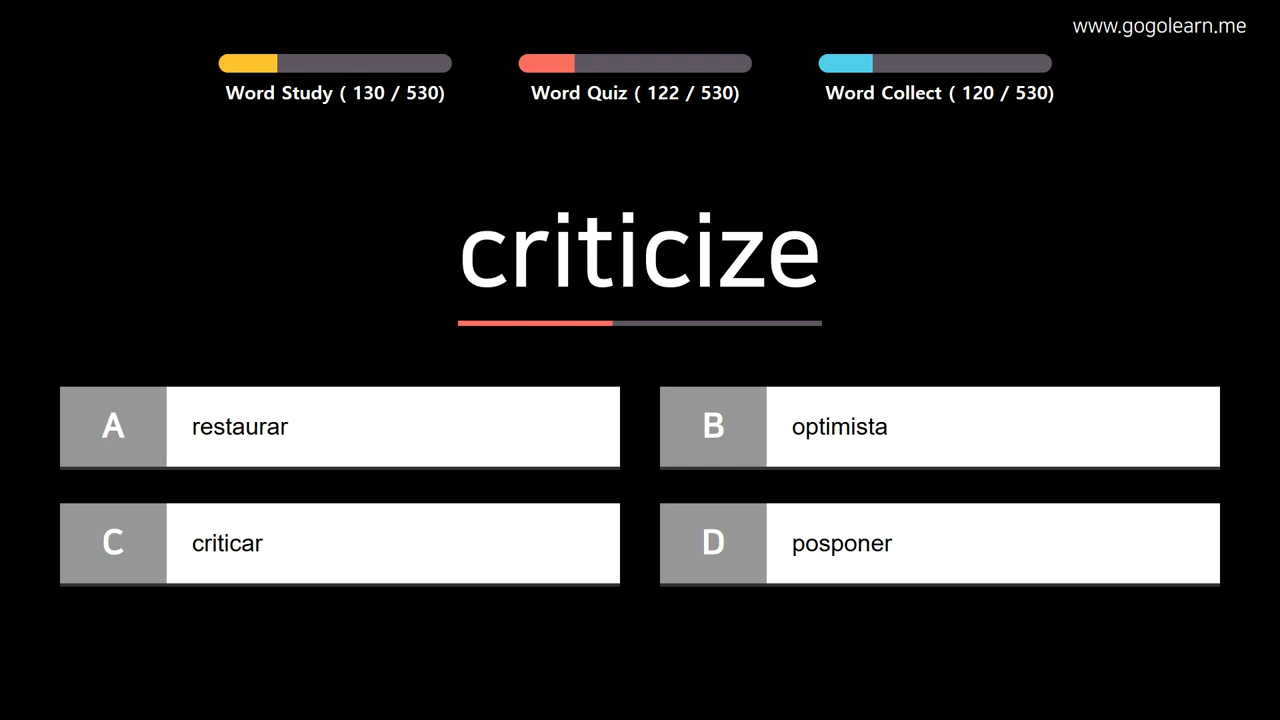 www.gogolearn.me
Word Study ( 130 / 530)
Word Quiz ( 122 / 530)
Word Collect ( 120 / 530)
criticize
A restaurar
B optimista
C criticar
D posponer